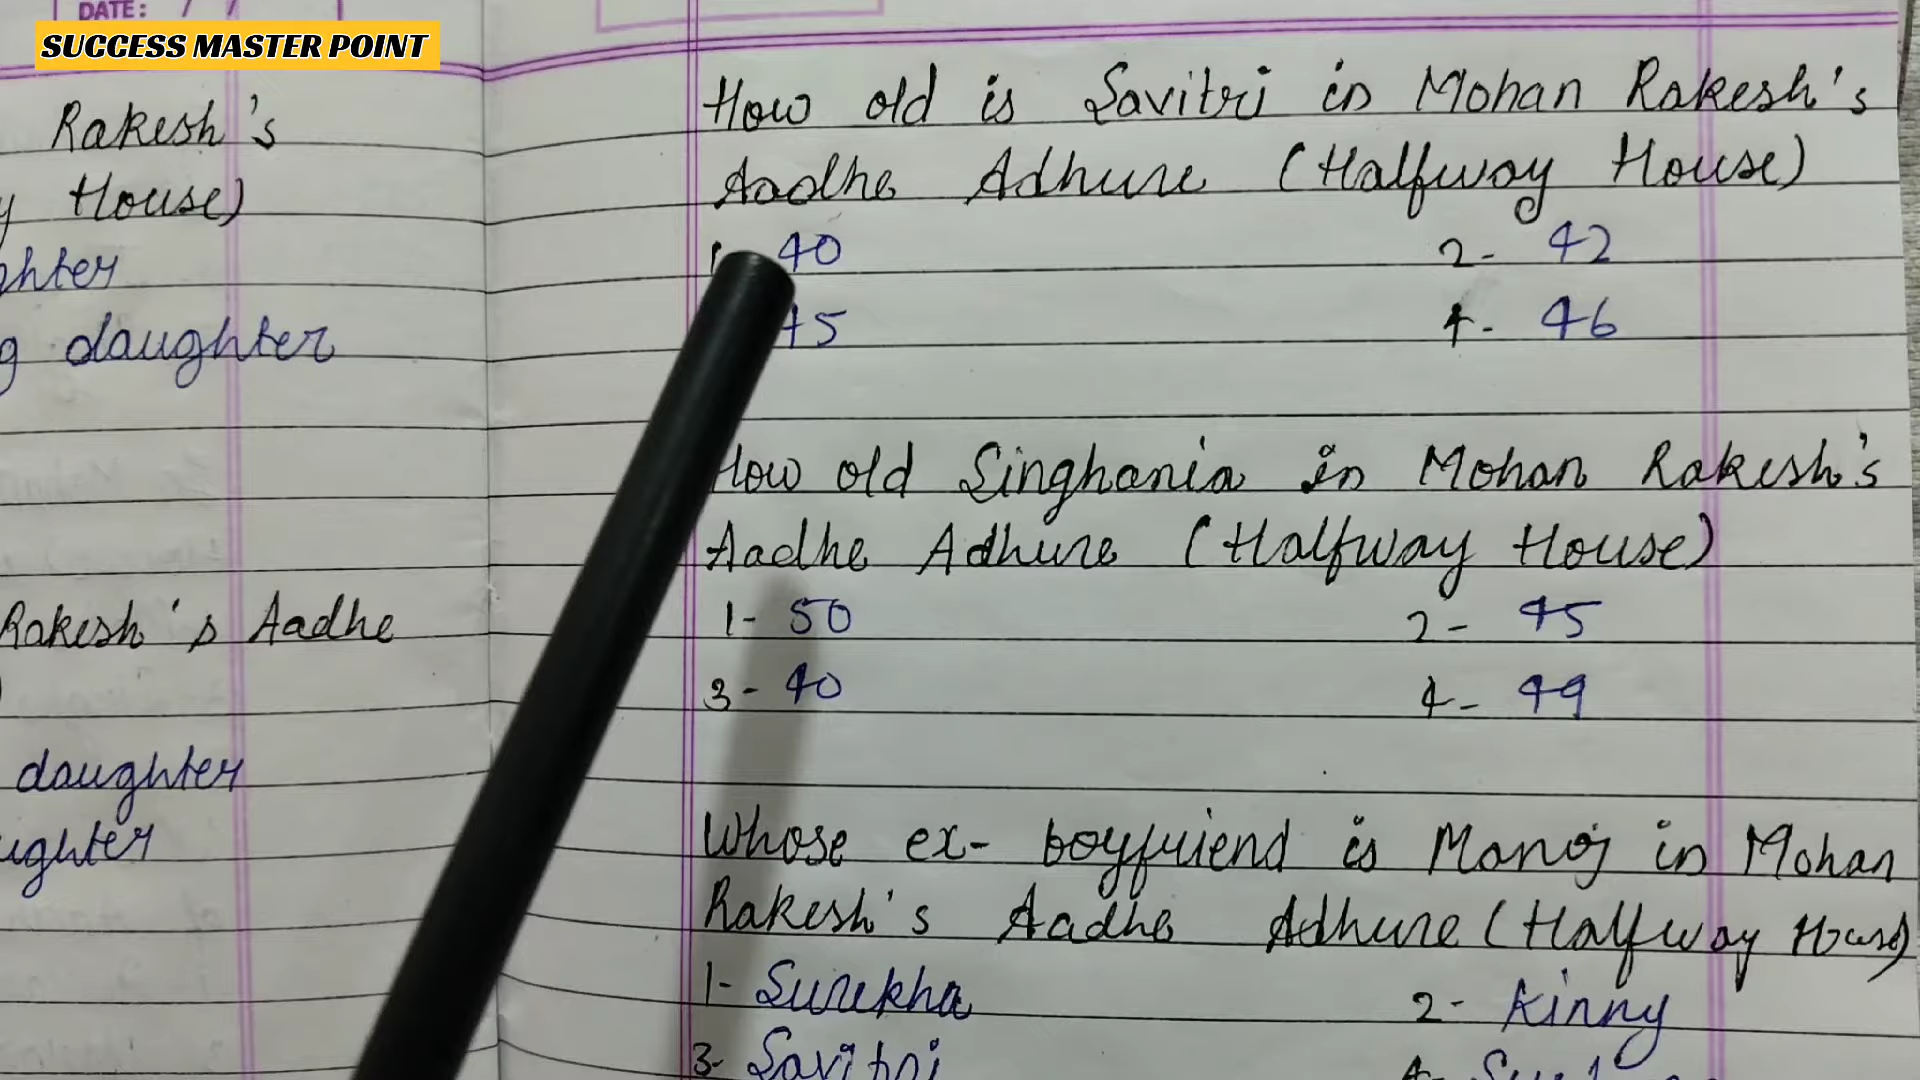 DATE: / /
SUCCESS MASTER POINT
Rakesh's
House)
daughter
Rakesh's Aadhe
daughter
How old is Savitri in Mohan Rakesh's
Aadhe Adhure (Halfway House)
40 2- 42
45 4- 46
How old Singhania in Mohan Rakesh's
Aadhe Adhure (Halfway House)
1- 50 2- 45
3- 40 4- 49
Whose ex-boyfriend is Manoj in Mohan
Rakesh's Aadhe Adhure (Halfway House)
1- Surekha 2- Kinny
3- Savitri 4-